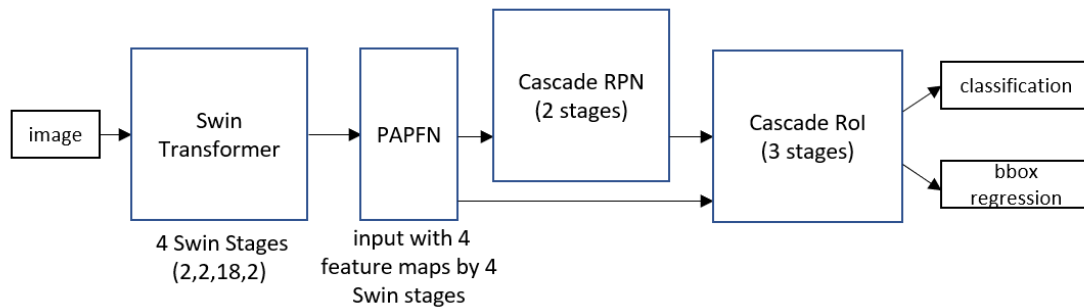 image
Swin
Transformer
4 Swin Stages
(2,2,18,2)
PAPFN
input with 4
feature maps by 4
Swin stages
Cascade RPN
(2 stages)
Cascade RoI
(3 stages)
classification
bbox
regression